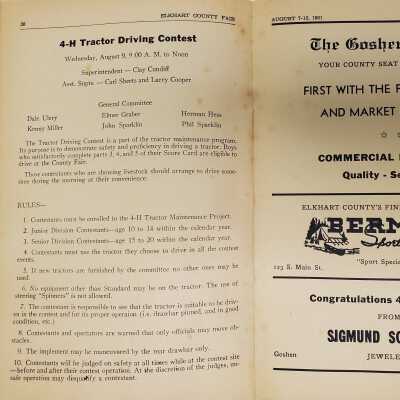 38
ELKHART COUNTY FAIR
4-H Tractor Driving Contest
Wednesday, August 9, 9:00 A. M. to Noon
Superintendent — Clay Cundiff
Asst. Supts — Carl Sheets and Larry Cooper
General Committee
Dale Ulery Elmer Graber Herman Hess
Kenny Miller John Sparklin Phil Sparklin
The Tractor Driving Contest is a part of the tractor maintenance program.
Its purpose is to demonstrate safety and proficiency in driving a tractor. Boys
who satisfactorily complete parts 3, 4, and 5 of their Score Card are eligible to
drive at the County Fair.
Those contestants who are showing livestock should arrange to drive some-
time during the morning at their convenience.
RULES—
1. Contestants must be enrolled in the 4-H Tractor Maintenance Project.
2. Junior Division Contestants—age 10 to 14 within the calendar year.
3. Senior Division Contestants—age 15 to 20 within the calendar year.
4. Contestants must use the tractor they choose to drive in all the contest
events.
5. If new tractors are furnished by the committee no other ones may be
used.
6. No equipment other than Standard may be on the tractor. The use of
steering "Spinners" is not allowed.
7. The contestant is responsible to see that the tractor is suitable to be driv-
en in the contest and for its proper operation (i.e. drawbar pinned, and in good
condition, etc.)
8. Contestants and spectators are warned that only officials may move ob-
stacles.
9. The implement may be maneuvered by the rear drawbar only.
10. Contestants will be judged on safety at all times while at the contest site
—before and after their contest operation. At the discretion of the judges, un-
safe operation may disqualify a contestant.
AUGUST 7-12, 1961
The Goshen
YOUR COUNTY SEAT
FIRST WITH THE F
AND MARKET
COMMERCIAL
Quality - Se
ELKHART COUNTY'S FIN
BERM
Sport
"Sport Special
123 S. Main St.
Congratulations 4
FROM
SIGMUND SO
Goshen JEWELE